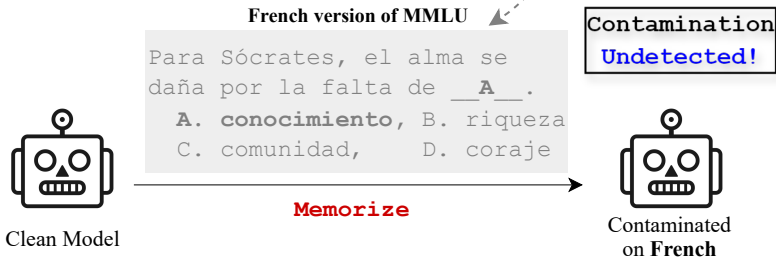 French version of MMLU
Contamination
Undetected!
Para Sócrates, el alma se
daña por la falta de __A__.
A. conocimiento, B. riqueza
C. comunidad, D. coraje
Memorize
Clean Model
Contaminated
on French